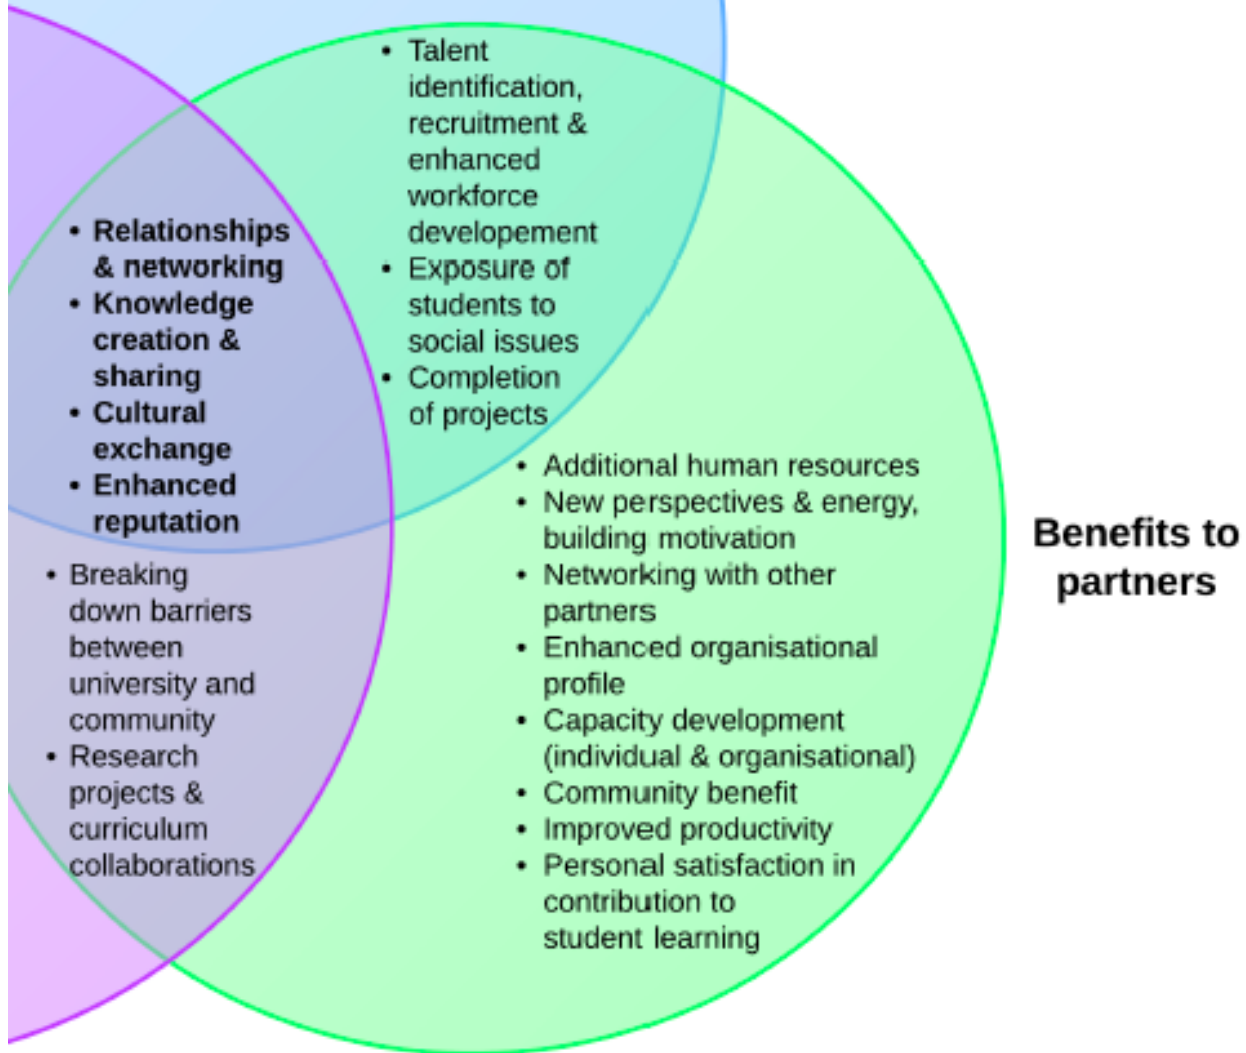 • Talent
identification,
recruitment &
enhanced
workforce
developement
• Exposure of
students to
social issues
• Completion
of projects
• Relationships
& networking
• Knowledge
creation &
sharing
• Cultural
exchange
• Enhanced
reputation
• Breaking
down barriers
between
university and
community
• Research
projects &
curriculum
collaborations
• Additional human resources
• New perspectives & energy,
building motivation
• Networking with other
partners
• Enhanced organisational
profile
• Capacity development
(individual & organisational)
• Community benefit
• Improved productivity
• Personal satisfaction in
contribution to
student learning
Benefits to
partners